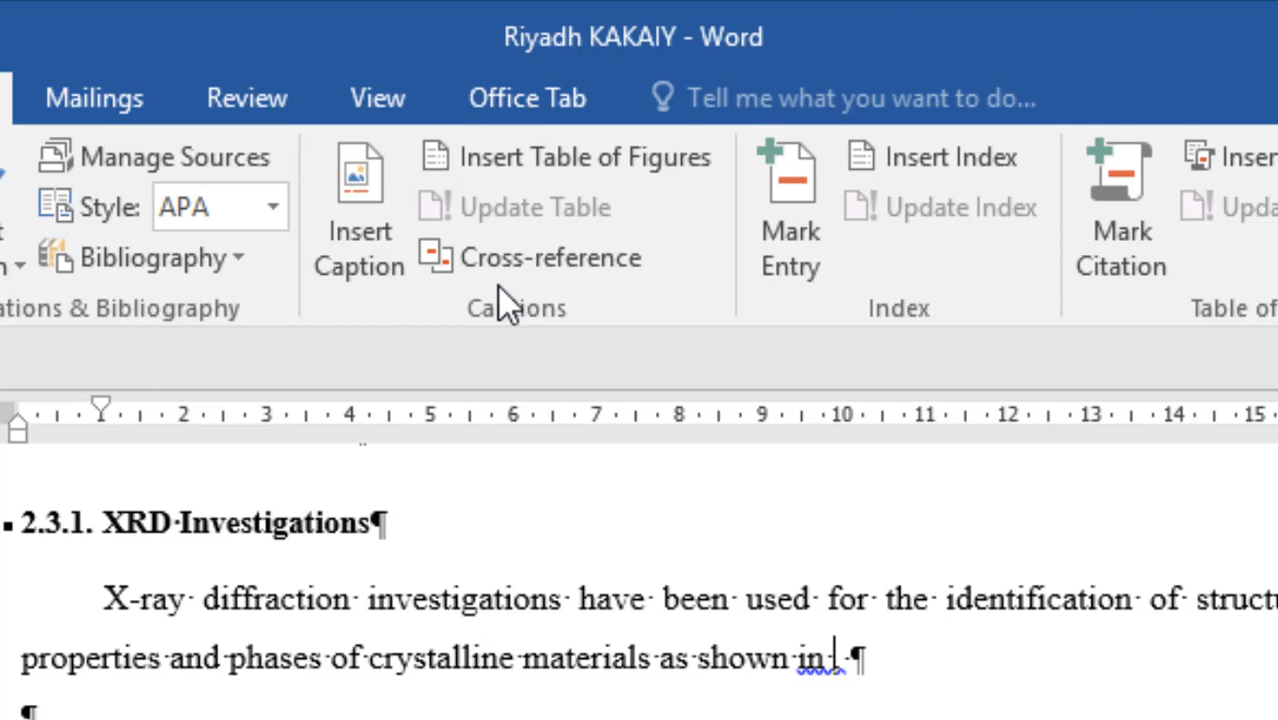 Riyadh KAKAIY - Word
Mailings Review View Office Tab Tell me what you want to do...
Manage Sources
Style: APA
Bibliography
Insert Caption
Insert Table of Figures
Update Table
Cross-reference
Captions
Mark Entry
Insert Index
Update Index
Index
Mark Citation
Table of
& Bibliography
2 3 4 5 6 7 8 9 10 11 12 13 14 15
2.3.1. XRD·Investigations¶
X-ray· diffraction· investigations· have· been· used· for· the· identification· of·
properties·and·phases·of·crystalline·materials·as·shown·in·.·¶
¶